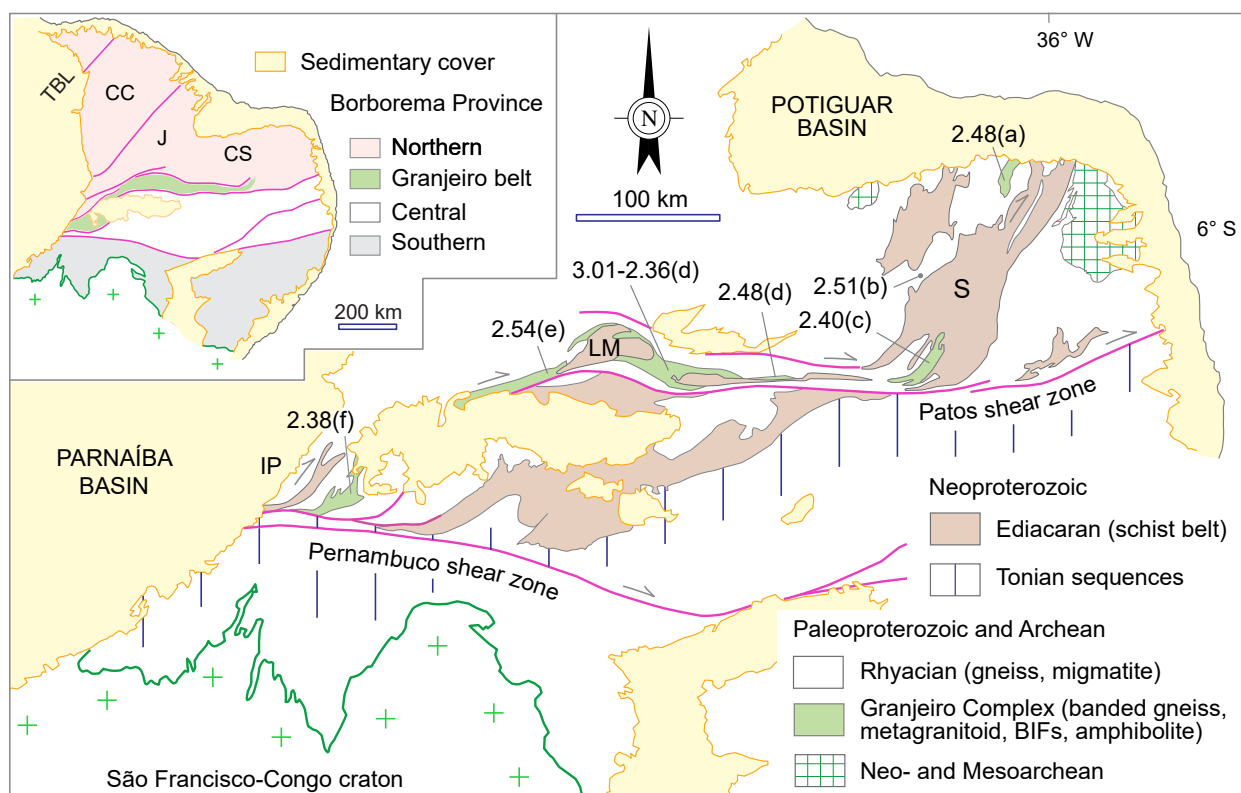 TBL
CC
J
CS
Sedimentary cover
Borborema Province
Northern
Granjeiro belt
Central
Southern
200 km
N
100 km
36° W
POTIGUAR
BASIN
2.48(a)
6° S
3.01-2.36(d)
2.48(d)
2.51(b)
S
2.40(c)
2.54(e)
LM
2.38(f)
IP
PARNAÍBA
BASIN
Patos shear zone
Pernambuco shear zone
São Francisco-Congo craton
Neoproterozoic
Ediacaran (schist belt)
Tonian sequences
Paleoproterozoic and Archean
Rhyacian (gneiss, migmatite)
Granjeiro Complex (banded gneiss,
metagranitoid, BIFs, amphibolite)
Neo- and Mesoarchean